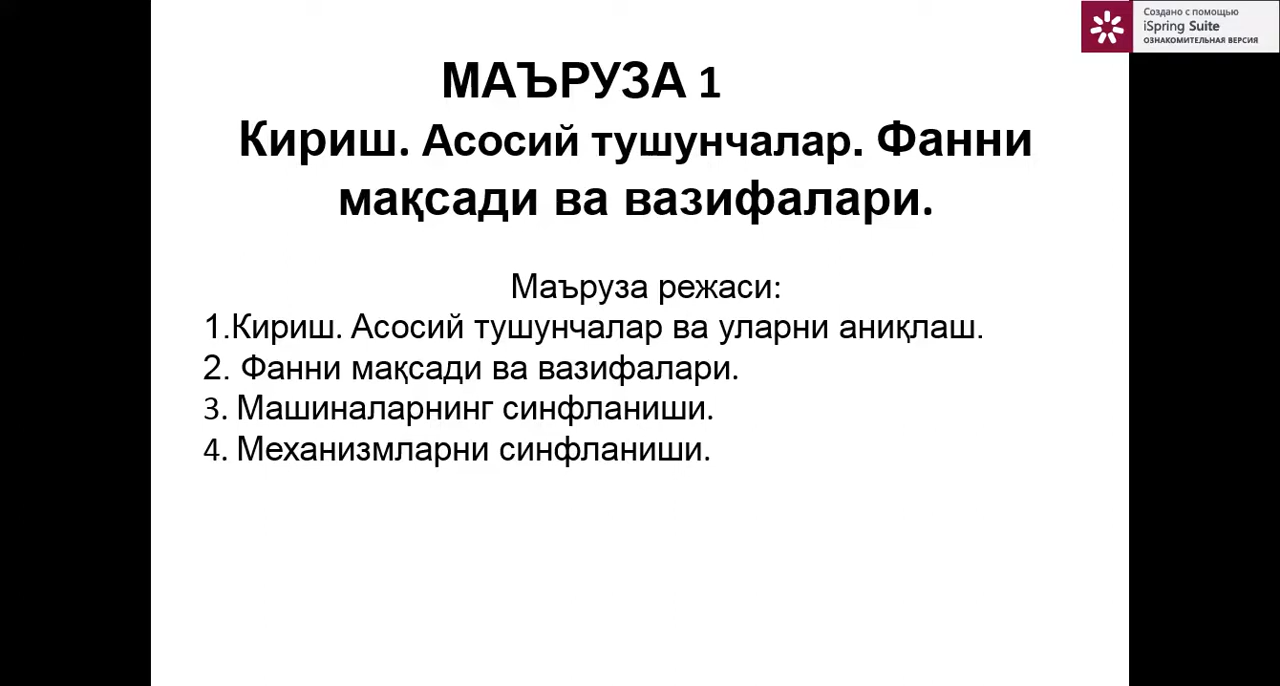 Создано с помощью
iSpring Suite
ОЗНАКОМИТЕЛЬНАЯ ВЕРСИЯ
МАЪРУЗА 1
Кириш. Асосий тушунчалар. Фанни
мақсади ва вазифалари.
Маъруза режаси:
1.Кириш. Асосий тушунчалар ва уларни аниқлаш.
2. Фанни мақсади ва вазифалари.
3. Машиналарнинг синфланиши.
4. Механизмларни синфланиши.